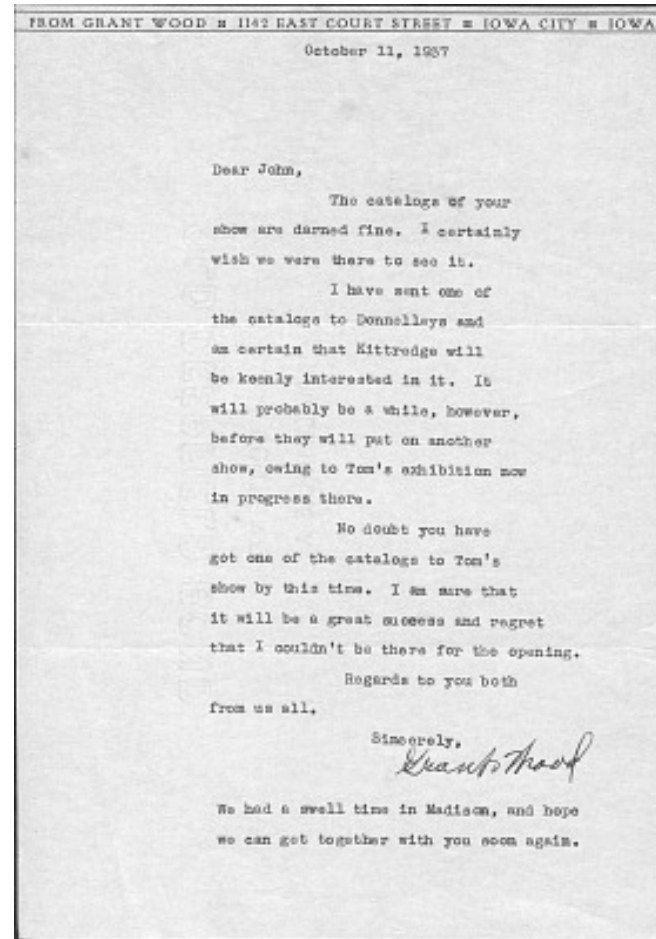 FROM GRANT WOOD ⌗ 1142 EAST COURT STREET ⌗ IOWA CITY ⌗ IOWA
October 11, 1937
Dear John,
The catalogs of your
show are darned fine. I certainly
wish we were there to see it.
I have sent one of
the catalogs to Donnelleys and
am certain that Kittredge will
be keenly interested in it. It
will probably be a while, however,
before they will put on another
show, owing to Tom's exhibition now
in progress there.
No doubt you have
got one of the catalogs to Tom's
show by this time. I am sure that
it will be a great success and regret
that I couldn't be there for the opening.
Regards to you both
from us all,
Sincerely,
Grant Wood
We had a swell time in Madison, and hope
we can get together with you soon again.